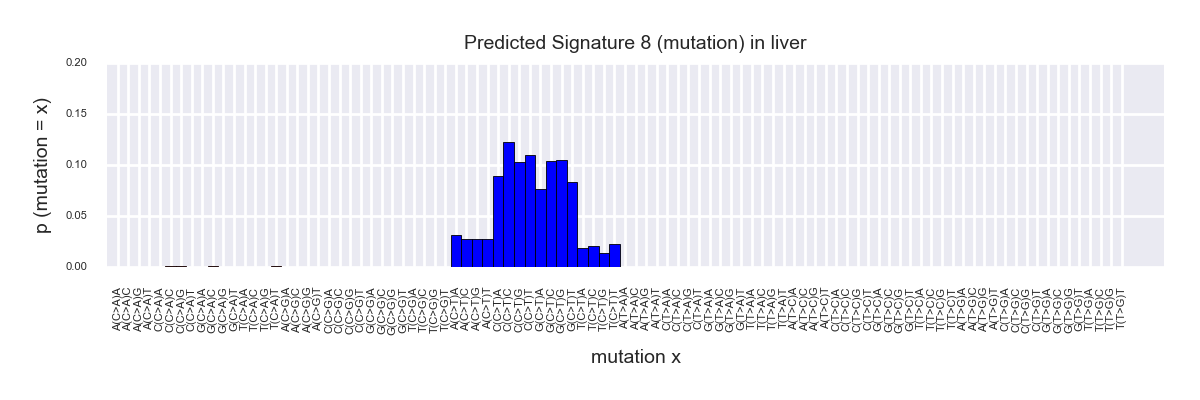 Predicted Signature 8 (mutation) in liver
0.20
0.15
0.10
0.05
0.00
p (mutation = x)
A(C>A)A
A(C>A)C
A(C>A)G
A(C>A)T
C(C>A)A
C(C>A)C
C(C>A)G
C(C>A)T
G(C>A)A
G(C>A)C
G(C>A)G
G(C>A)T
T(C>A)A
T(C>A)C
T(C>A)G
T(C>A)T
A(C>G)A
A(C>G)C
A(C>G)G
A(C>G)T
C(C>G)A
C(C>G)C
C(C>G)G
C(C>G)T
G(C>G)A
G(C>G)C
G(C>G)G
G(C>G)T
T(C>G)A
T(C>G)C
T(C>G)G
T(C>G)T
A(C>T)A
A(C>T)C
A(C>T)G
A(C>T)T
C(C>T)A
C(C>T)C
C(C>T)G
C(C>T)T
G(C>T)A
G(C>T)C
G(C>T)G
G(C>T)T
T(C>T)A
T(C>T)C
T(C>T)G
T(C>T)T
A(T>A)A
A(T>A)C
A(T>A)G
A(T>A)T
C(T>A)A
C(T>A)C
C(T>A)G
C(T>A)T
G(T>A)A
G(T>A)C
G(T>A)G
G(T>A)T
T(T>A)A
T(T>A)C
T(T>A)G
T(T>A)T
A(T>C)A
A(T>C)C
A(T>C)G
A(T>C)T
C(T>C)A
C(T>C)C
C(T>C)G
C(T>C)T
G(T>C)A
G(T>C)C
G(T>C)G
G(T>C)T
T(T>C)A
T(T>C)C
T(T>C)G
T(T>C)T
A(T>G)A
A(T>G)C
A(T>G)G
A(T>G)T
C(T>G)A
C(T>G)C
C(T>G)G
C(T>G)T
G(T>G)A
G(T>G)C
G(T>G)G
G(T>G)T
T(T>G)A
T(T>G)C
T(T>G)G
T(T>G)T
mutation x